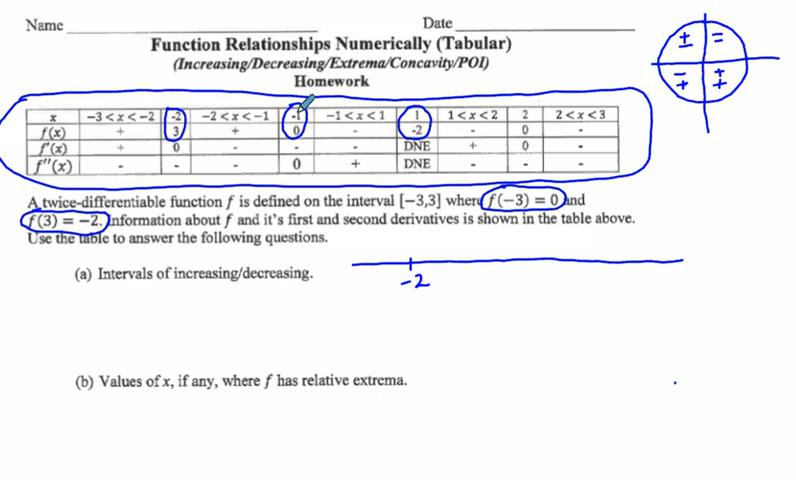 Name Date
Function Relationships Numerically (Tabular)
(Increasing/Decreasing/Extrema/Concavity/POI)
Homework
x -3<x<-2 -2 -2<x<-1 -1 -1<x<1 1 1<x<2 2 2<x<3
f(x) + 3 + 0 - -2 - 0 -
f'(x) + 0 - - - DNE + 0 -
f''(x) - - - 0 + DNE - - -
A twice-differentiable function f is defined on the interval [−3,3] where f(−3) = 0 and
f(3) = −2. Information about f and it's first and second derivatives is shown in the table above.
Use the table to answer the following questions.
(a) Intervals of increasing/decreasing.
-2
(b) Values of x, if any, where f has relative extrema.